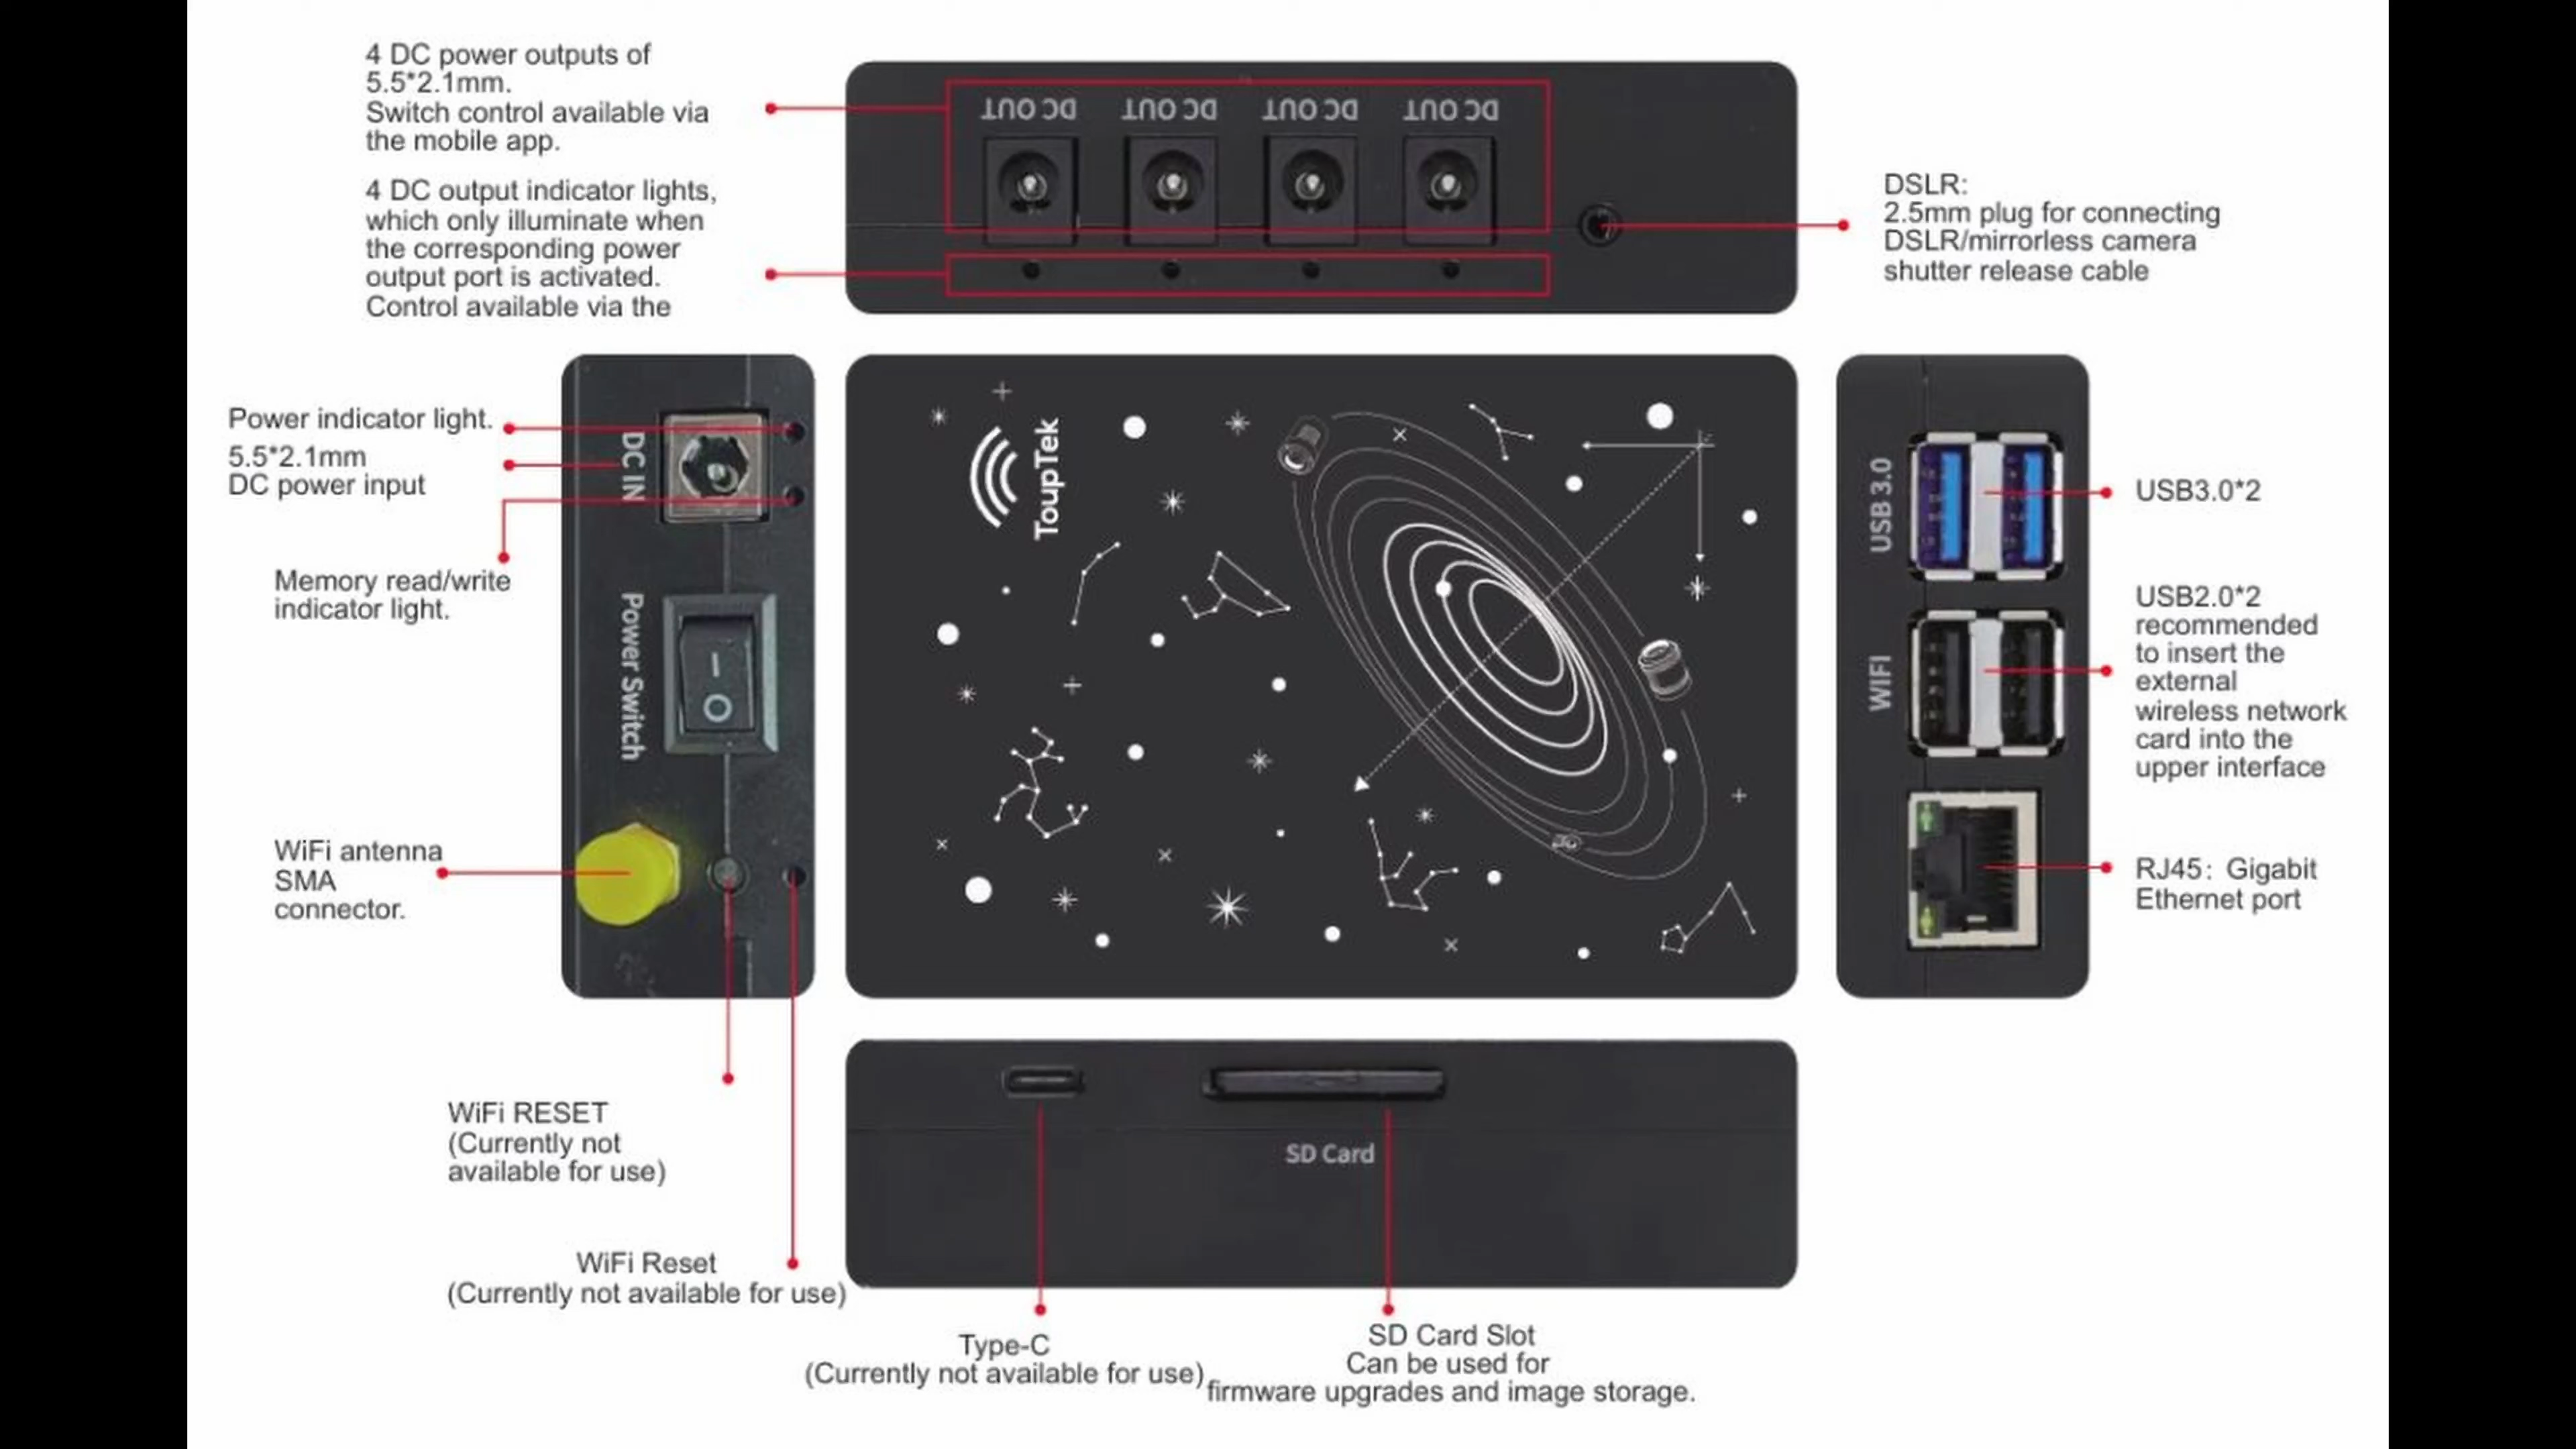 4 DC power outputs of
5.5*2.1mm.
Switch control available via
the mobile app.
4 DC output indicator lights,
which only illuminate when
the corresponding power
output port is activated.
Control available via the
DC OUT
DC OUT
DC OUT
DC OUT
DSLR:
2.5mm plug for connecting
DSLR/mirrorless camera
shutter release cable
Power indicator light.
5.5*2.1mm
DC power input
Memory read/write
indicator light.
WiFi antenna
SMA
connector.
DC IN
Power Switch
ToupTek
USB 3.0
WIFI
USB3.0*2
USB2.0*2
recommended
to insert the
external
wireless network
card into the
upper interface
RJ45: Gigabit
Ethernet port
WiFi RESET
(Currently not
available for use)
WiFi Reset
(Currently not available for use)
SD Card
Type-C
(Currently not available for use)
SD Card Slot
Can be used for
firmware upgrades and image storage.